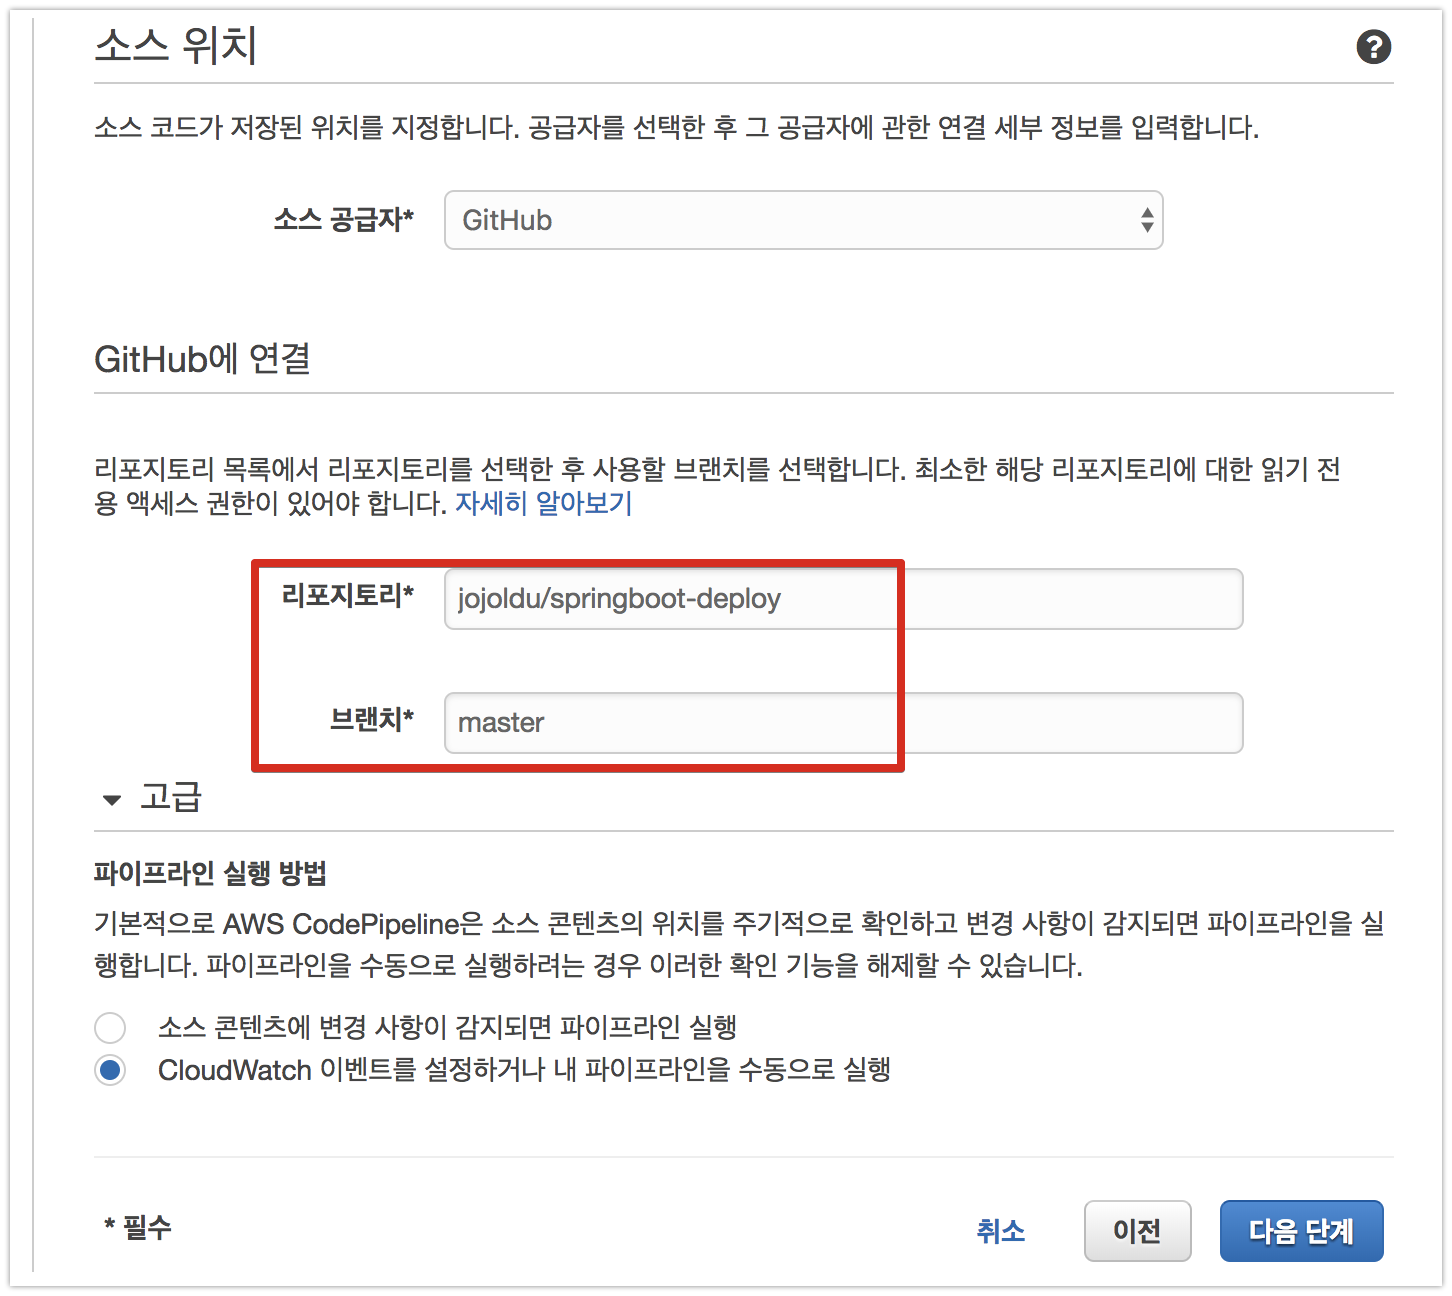 소스 위치
?
소스 코드가 저장된 위치를 지정합니다. 공급자를 선택한 후 그 공급자에 관한 연결 세부 정보를 입력합니다.
소스 공급자* GitHub
GitHub에 연결
리포지토리 목록에서 리포지토리를 선택한 후 사용할 브랜치를 선택합니다. 최소한 해당 리포지토리에 대한 읽기 전
용 액세스 권한이 있어야 합니다. 자세히 알아보기
리포지토리* jojoldu/springboot-deploy
브랜치* master
고급
파이프라인 실행 방법
기본적으로 AWS CodePipeline은 소스 콘텐츠의 위치를 주기적으로 확인하고 변경 사항이 감지되면 파이프라인을 실
행합니다. 파이프라인을 수동으로 실행하려는 경우 이러한 확인 기능을 해제할 수 있습니다.
소스 콘텐츠에 변경 사항이 감지되면 파이프라인 실행
CloudWatch 이벤트를 설정하거나 내 파이프라인을 수동으로 실행
* 필수 취소 이전 다음 단계